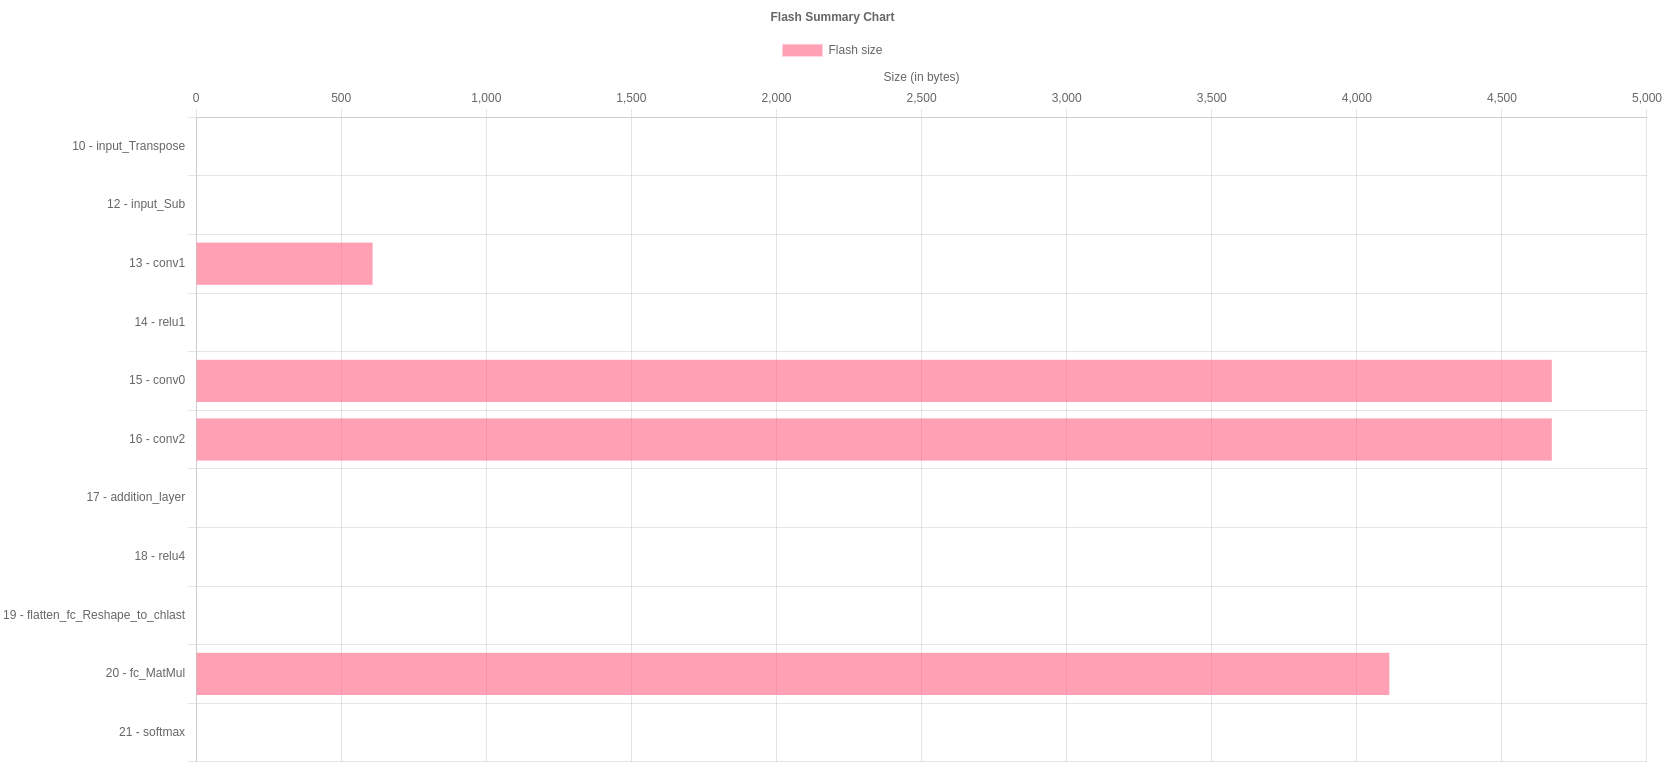 Flash Summary Chart
Flash size
Size (in bytes)
0 500 1,000 1,500 2,000 2,500 3,000 3,500 4,000 4,500 5,000
10 - input_Transpose
12 - input_Sub
13 - conv1
14 - relu1
15 - conv0
16 - conv2
17 - addition_layer
18 - relu4
19 - flatten_fc_Reshape_to_chlast
20 - fc_MatMul
21 - softmax